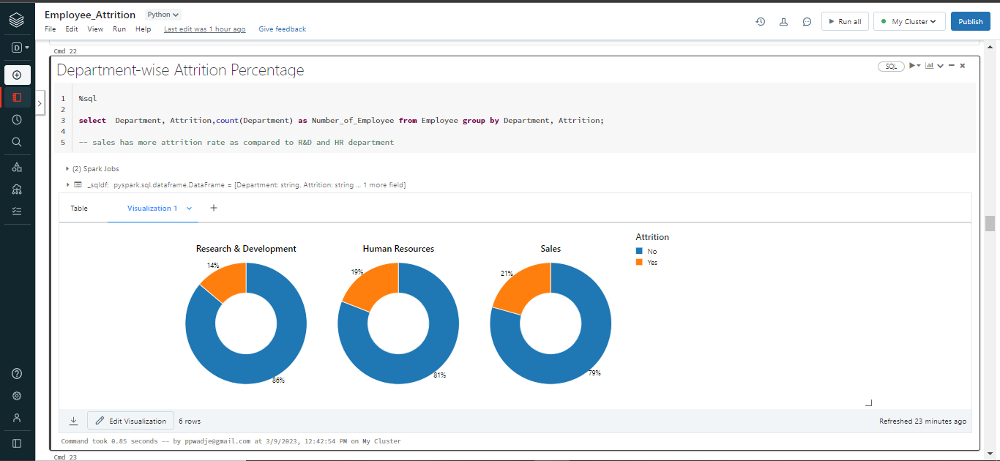 Employee_Attrition Python
File Edit View Run Help Last edit was 1 hour ago Give feedback
Run all My Cluster Publish
D
Cmd 22
Department-wise Attrition Percentage
SQL
1 %sql
2
3 select Department, Attrition,count(Department) as Number_of_Employee from Employee group by Department, Attrition;
4
5 -- sales has more attrition rate as compared to R&D and HR department
(2) Spark Jobs
_sqldf: pyspark.sql.dataframe.DataFrame = [Department: string, Attrition: string ... 1 more field]
Table Visualization 1 +
Research & Development
14%
86%
Human Resources
19%
81%
Sales
21%
79%
Attrition
No
Yes
Edit Visualization 6 rows
Refreshed 23 minutes ago
Command took 0.85 seconds -- by ppwadje@gmail.com at 3/9/2023, 12:42:54 PM on My Cluster
Cmd 23